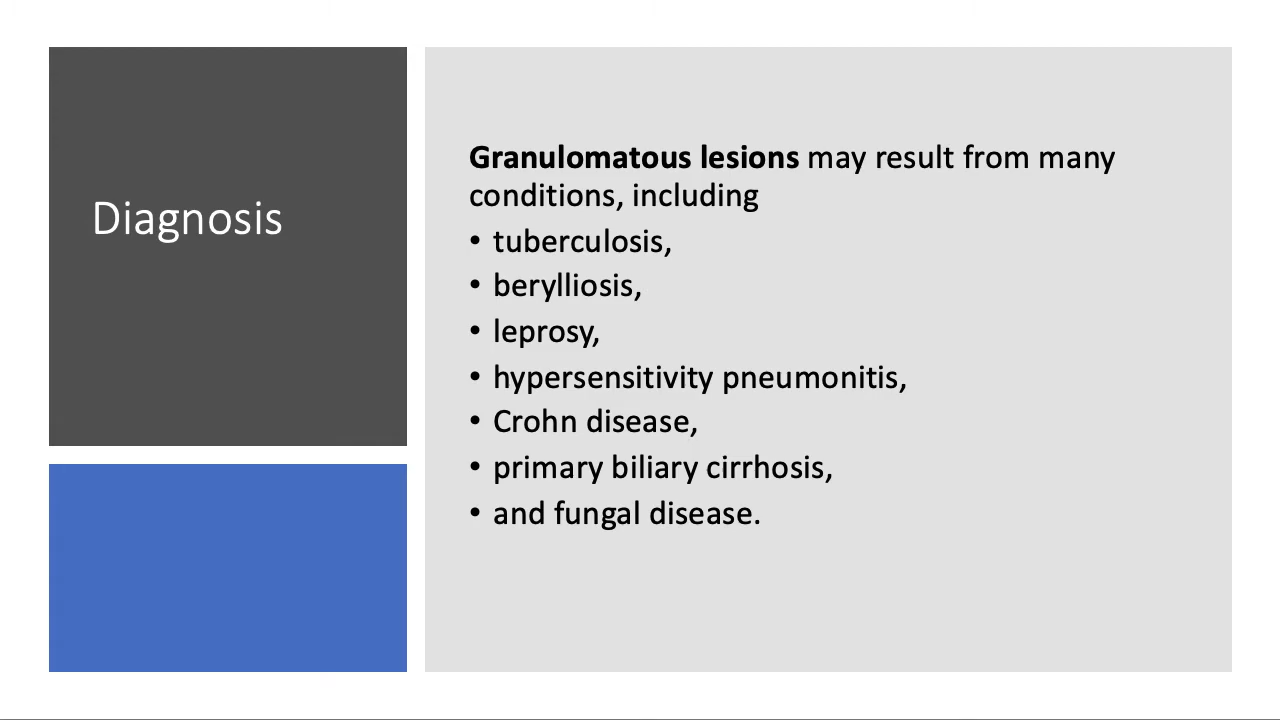 Diagnosis
Granulomatous lesions may result from many
conditions, including
• tuberculosis,
• berylliosis,
• leprosy,
• hypersensitivity pneumonitis,
• Crohn disease,
• primary biliary cirrhosis,
• and fungal disease.